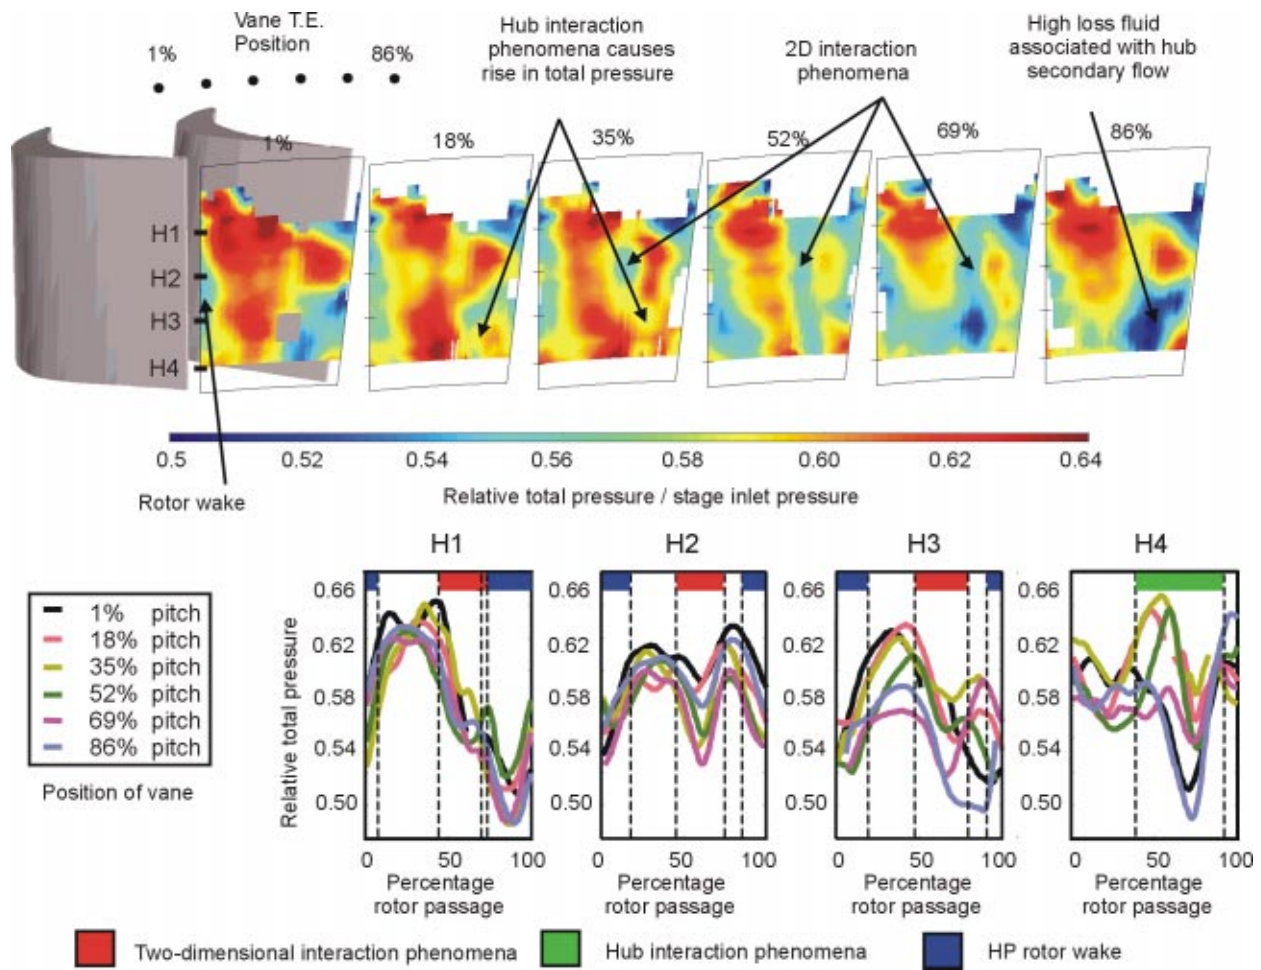 Vane T.E.
Position
1%
86%
Hub interaction
phenomena causes
rise in total pressure
2D interaction
phenomena
High loss fluid
associated with hub
secondary flow
1%
18%
35%
52%
69%
86%
H1
H2
H3
H4
0.5
0.52
0.54
0.56
0.58
0.60
0.62
0.64
Relative total pressure / stage inlet pressure
Rotor wake
1% pitch
18% pitch
35% pitch
52% pitch
69% pitch
86% pitch
Position of vane
H1
H2
H3
H4
Relative total pressure
0.66
0.62
0.58
0.54
0.50
0.66
0.62
0.58
0.54
0.50
0.66
0.62
0.58
0.54
0.50
0.66
0.62
0.58
0.54
0.50
0 50 100
0 50 100
0 50 100
0 50 100
Percentage
rotor passage
Percentage
rotor passage
Percentage
rotor passage
Percentage
rotor passage
Two-dimensional interaction phenomena
Hub interaction phenomena
HP rotor wake